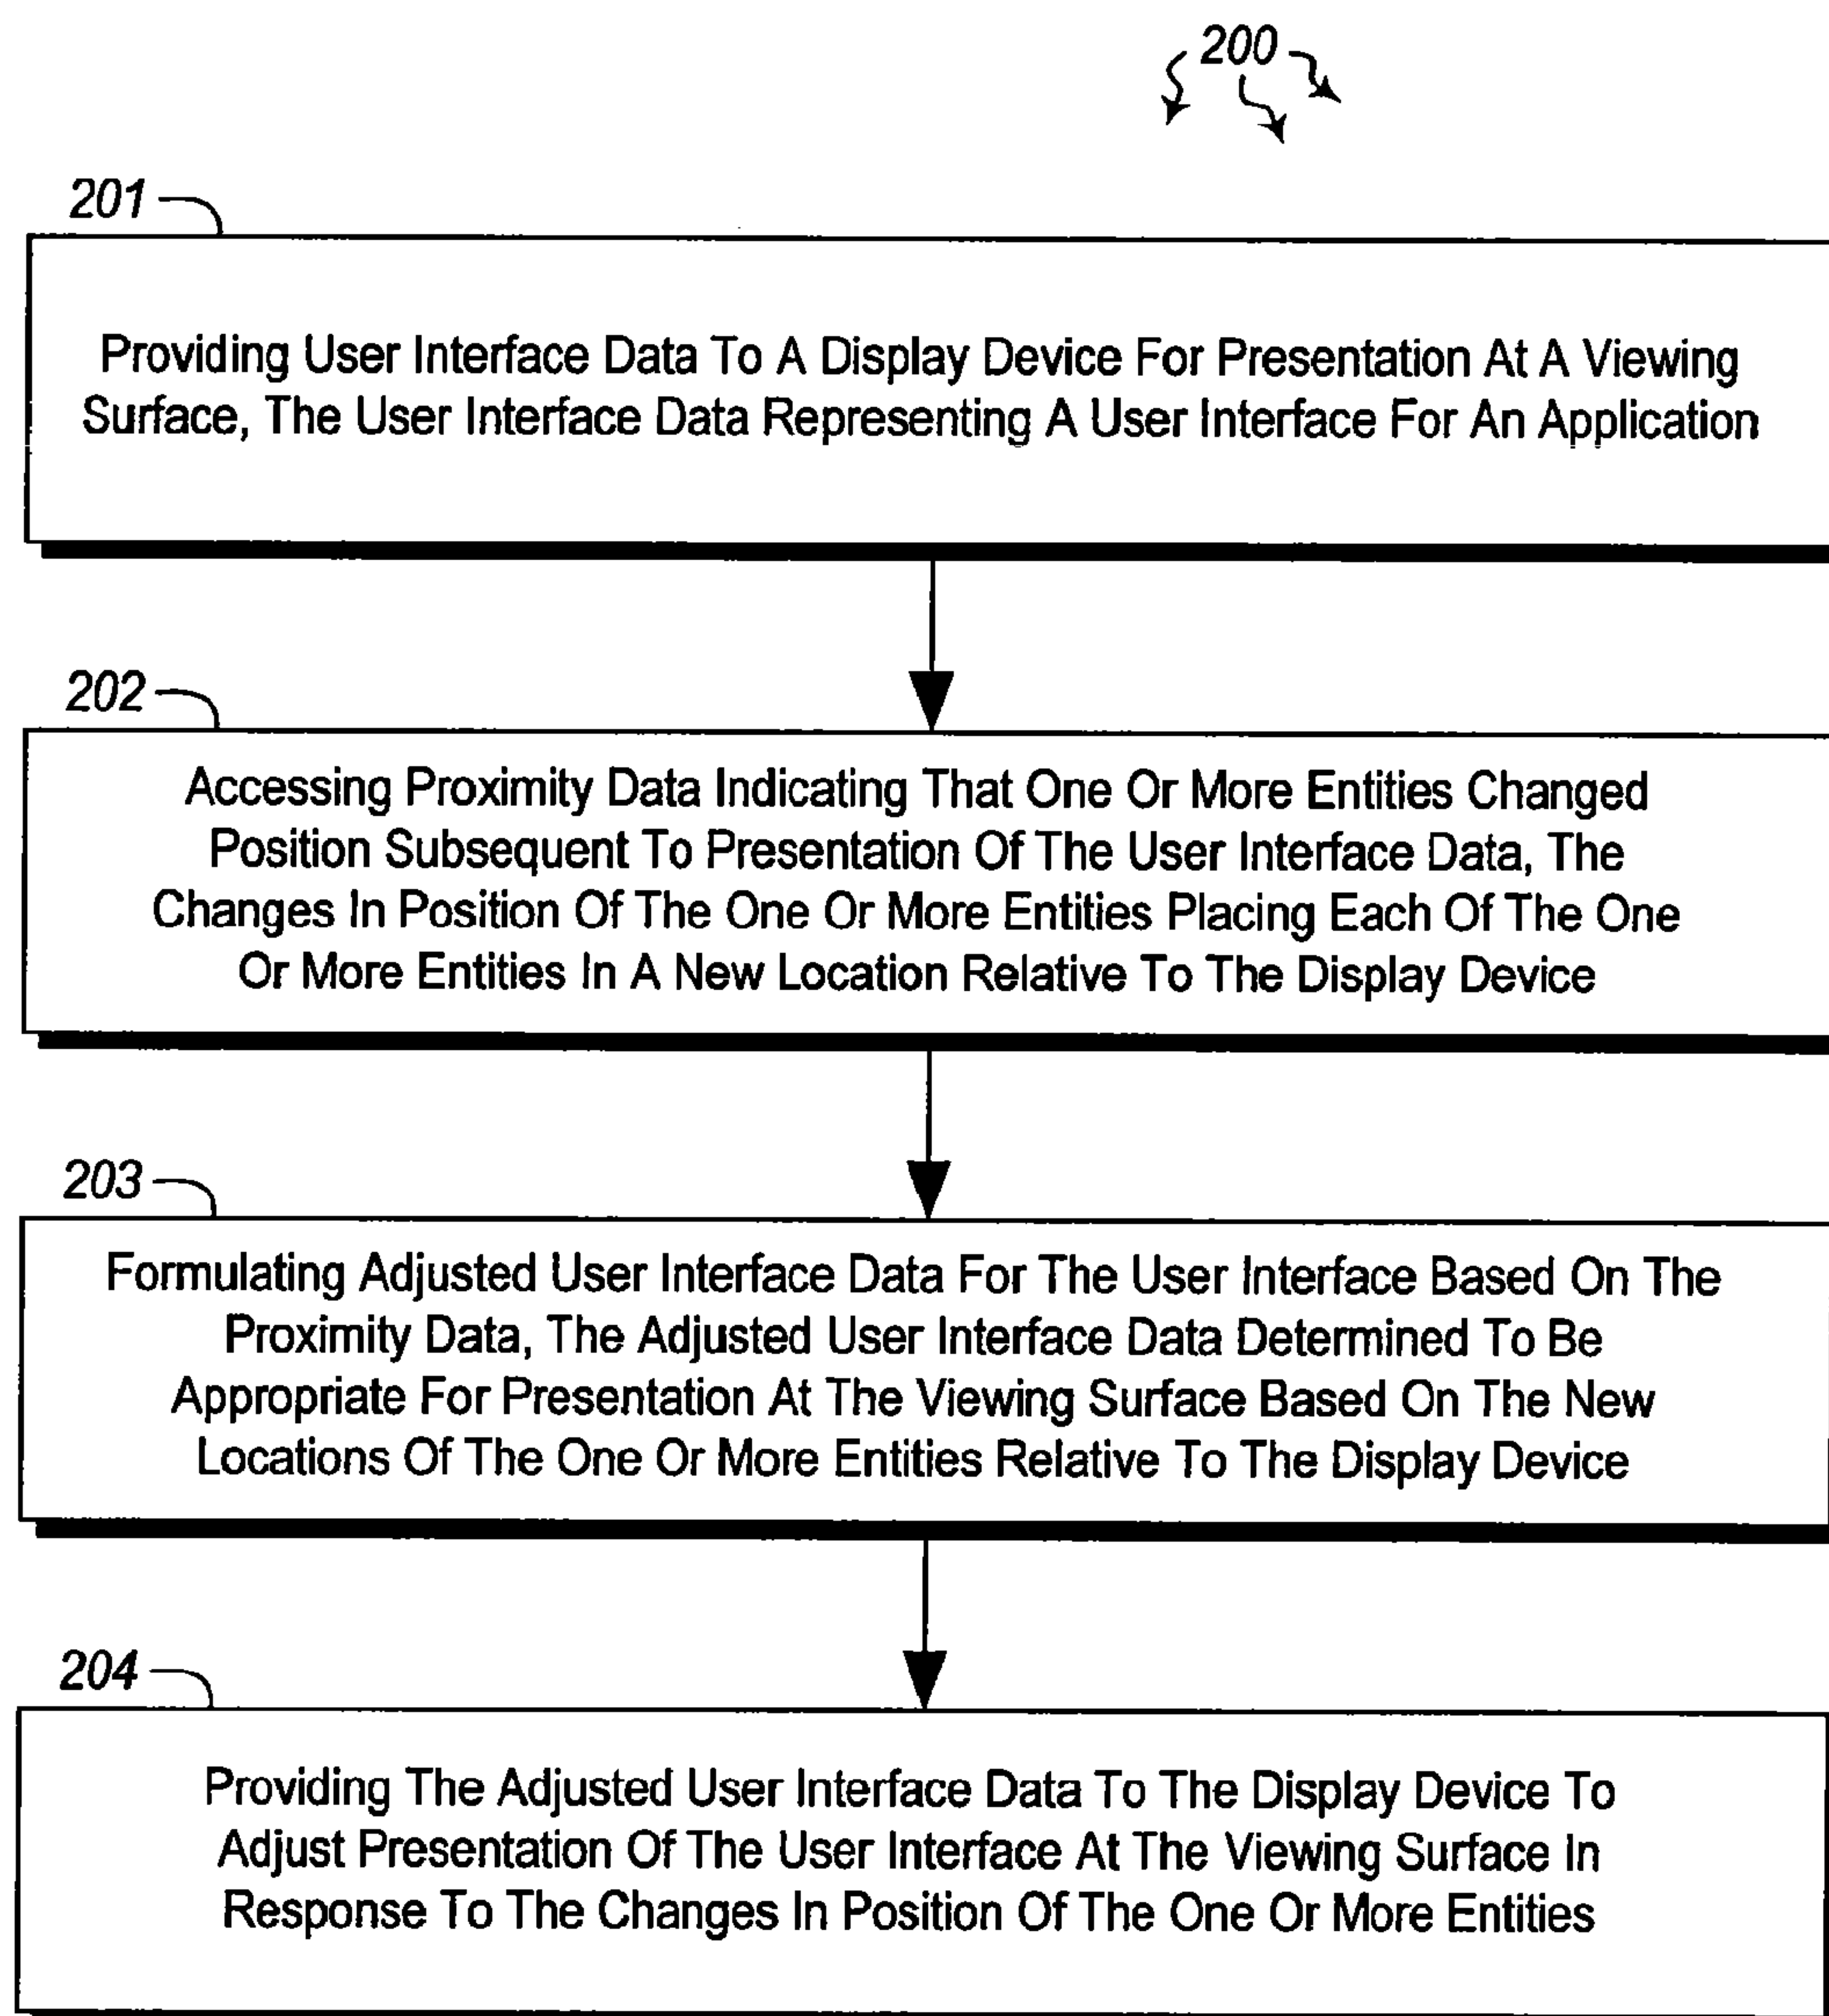 200
201
Providing User Interface Data To A Display Device For Presentation At A Viewing
Surface, The User Interface Data Representing A User Interface For An Application
202
Accessing Proximity Data Indicating That One Or More Entities Changed
Position Subsequent To Presentation Of The User Interface Data, The
Changes In Position Of The One Or More Entities Placing Each Of The One
Or More Entities In A New Location Relative To The Display Device
203
Formulating Adjusted User Interface Data For The User Interface Based On The
Proximity Data, The Adjusted User Interface Data Determined To Be
Appropriate For Presentation At The Viewing Surface Based On The New
Locations Of The One Or More Entities Relative To The Display Device
204
Providing The Adjusted User Interface Data To The Display Device To
Adjust Presentation Of The User Interface At The Viewing Surface In
Response To The Changes In Position Of The One Or More Entities